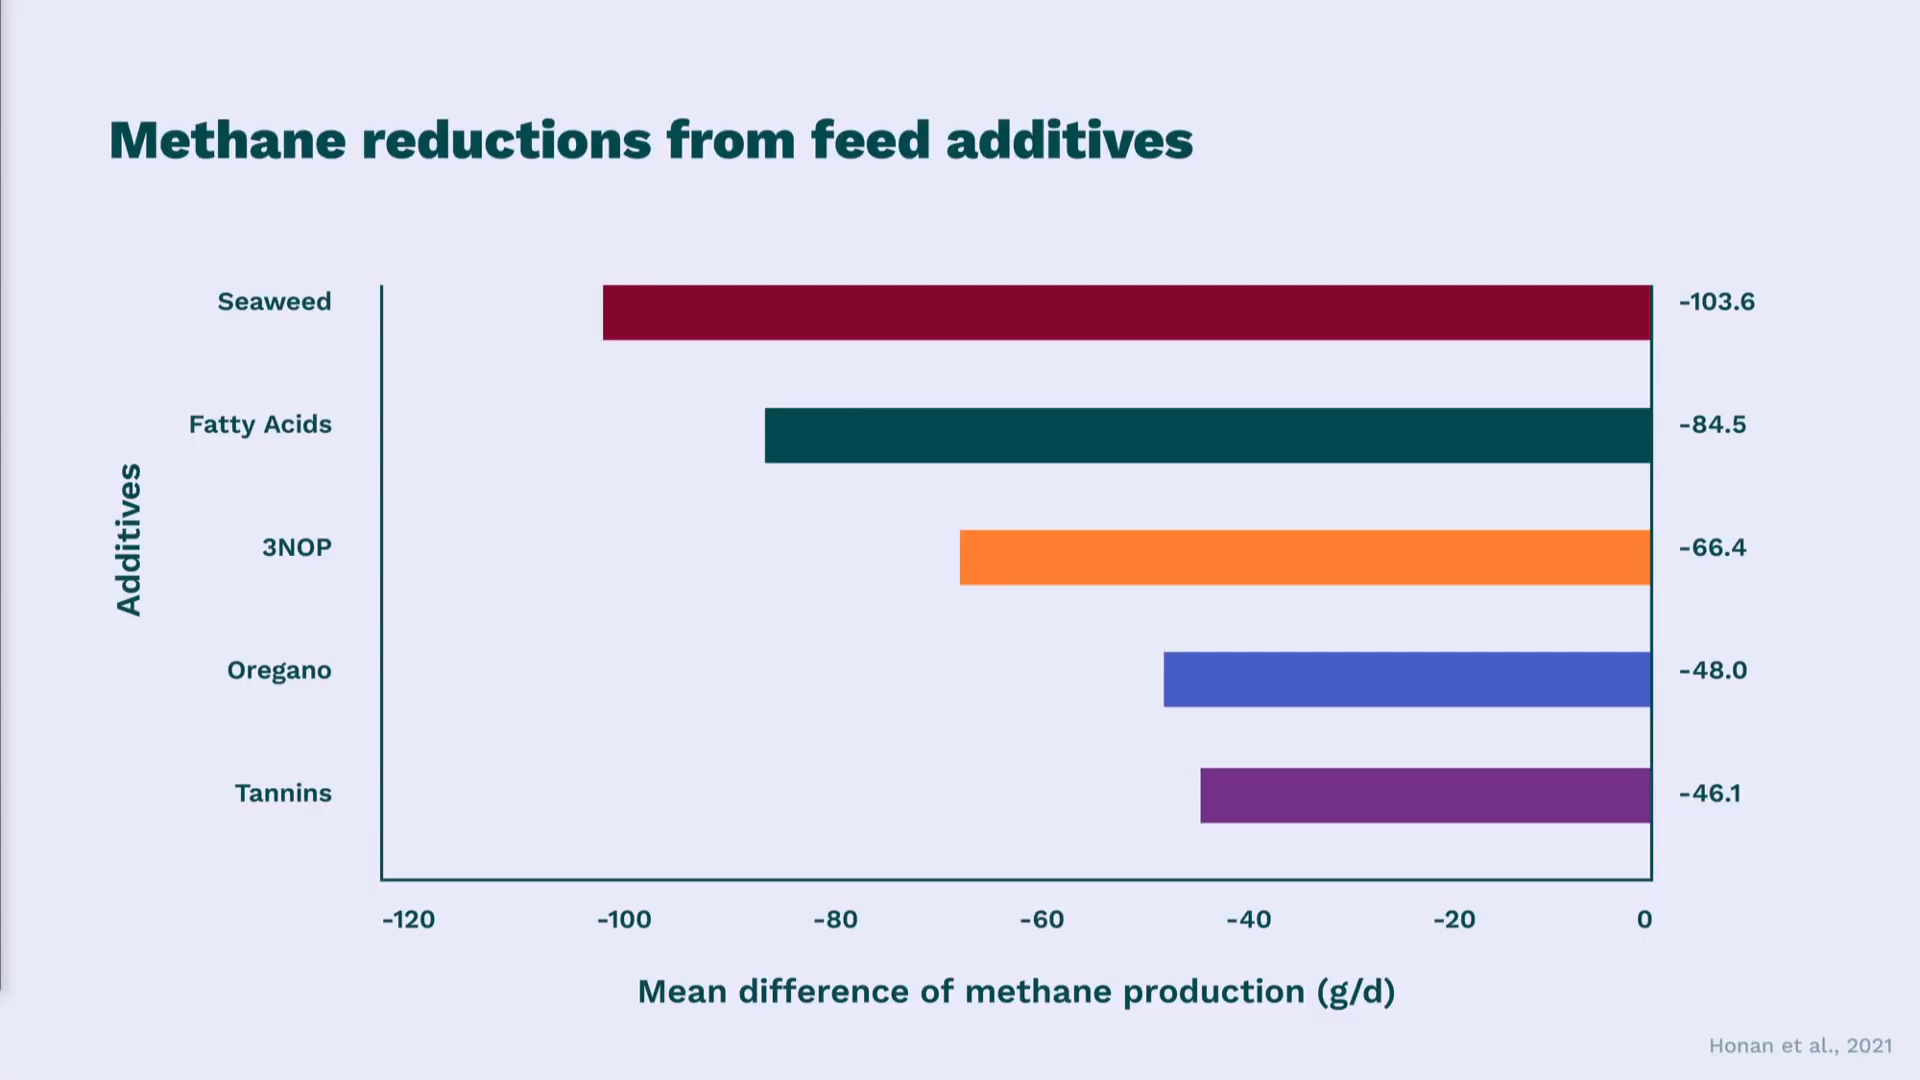 Methane reductions from feed additives
Additives
Seaweed
-103.6
Fatty Acids
-84.5
3NOP
-66.4
Oregano
-48.0
Tannins
-46.1
-120 -100 -80 -60 -40 -20 0
Mean difference of methane production (g/d)
Honan et al., 2021